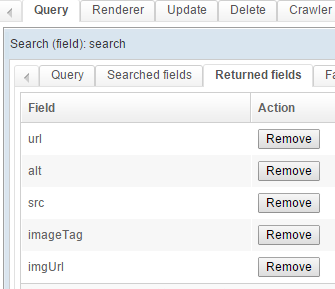 Query Renderer Update Delete Crawler
Search (field): search
Query Searched fields Returned fields
Field Action
url Remove
alt Remove
src Remove
imageTag Remove
imgUrl Remove